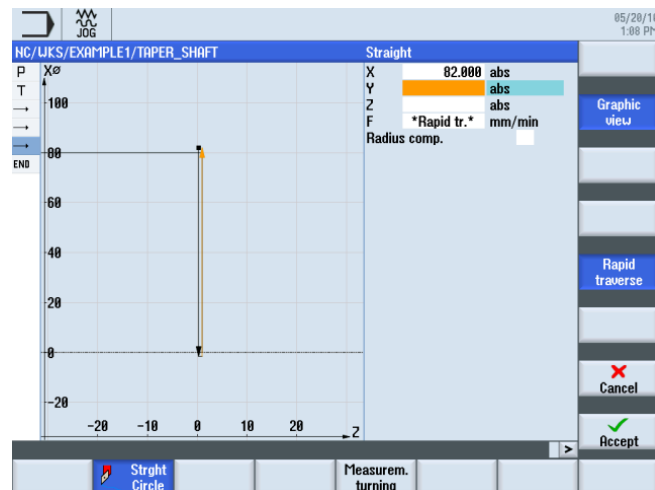 JOG
05/20/10
1:08 PM
NC/WKS/EXAMPLE1/TAPER_SHAFT
Straight
P
T
END
XØ
100
80
60
40
20
0
-20
-20 -10 0 10 20 Z
X 82.000 abs
Y abs
Z abs
F *Rapid tr.* mm/min
Radius comp.
Graphic
view
Rapid
traverse
Cancel
Accept
>
Strght
Circle
Measurem.
turning